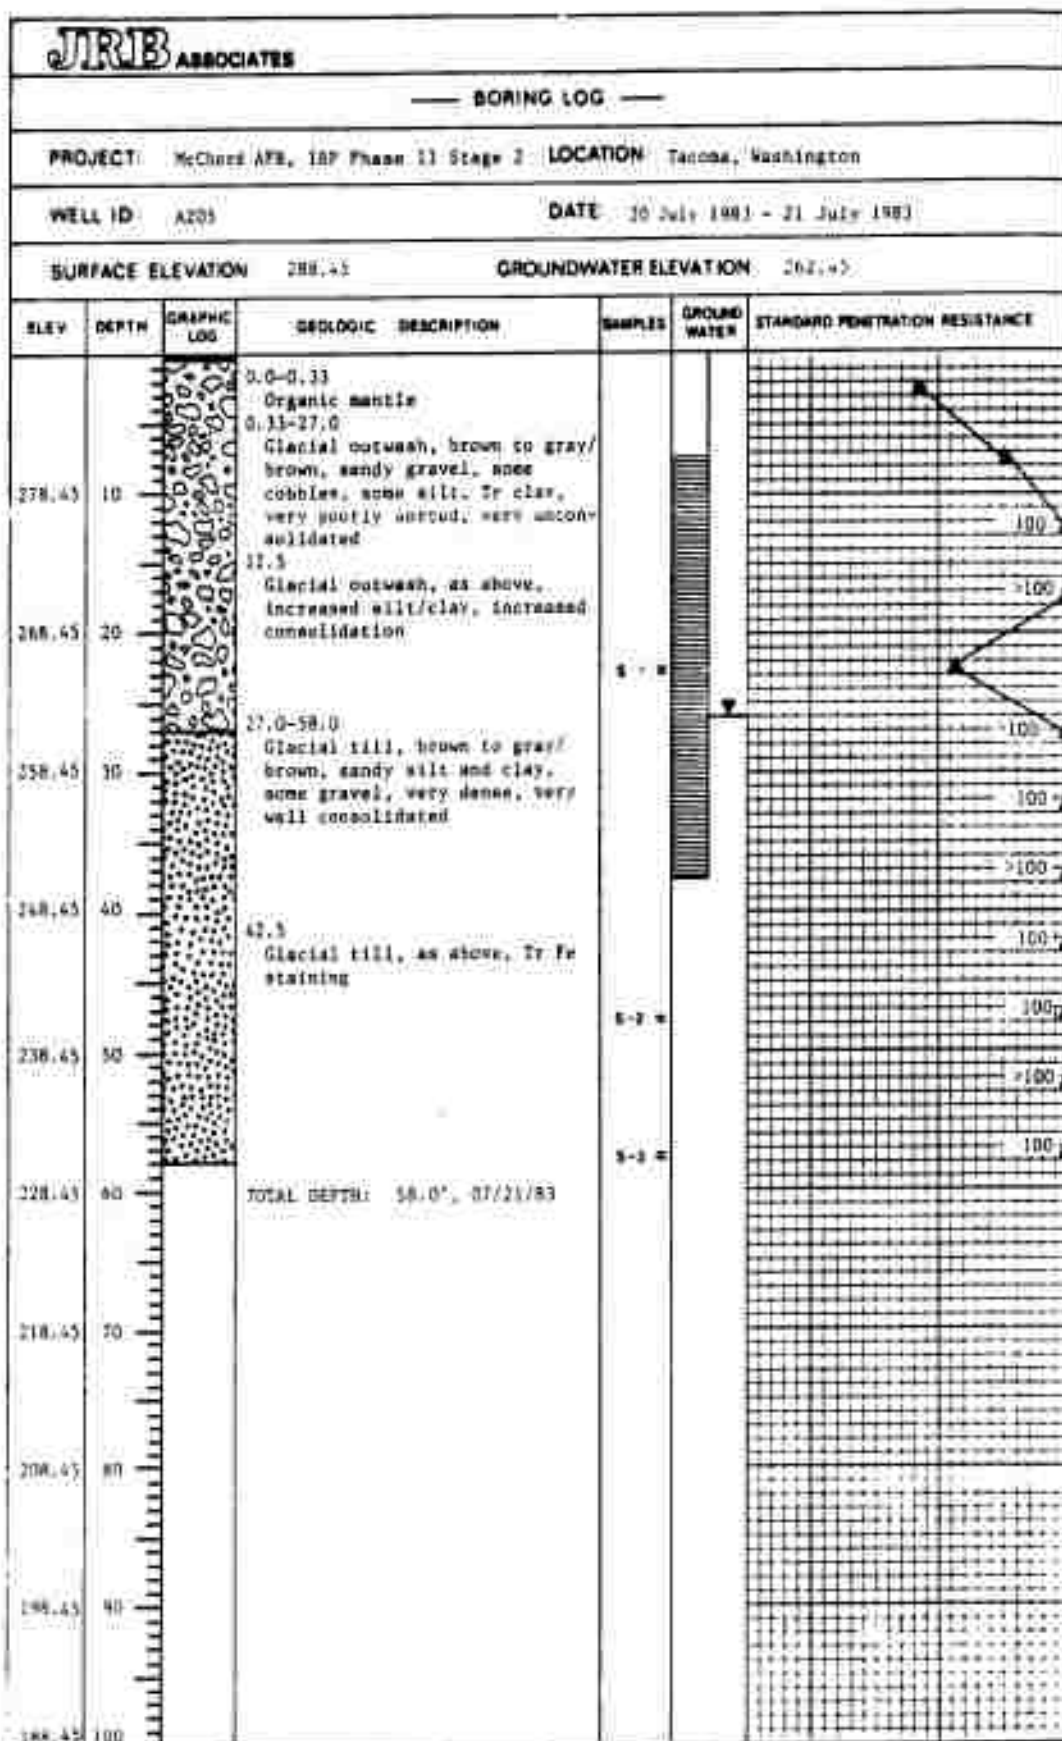 JRB ASSOCIATES
BORING LOG
PROJECT: McChord AFB, IRP Phase II Stage 2 LOCATION Tacoma, Washington
WELL ID A205 DATE 20 July 1983 - 21 July 1983
SURFACE ELEVATION 288.45 GROUNDWATER ELEVATION 262.45
ELEV DEPTH GRAPHIC LOG GEOLOGIC DESCRIPTION SAMPLES GROUND WATER STANDARD PENETRATION RESISTANCE
0.0-0.33
Organic mantle
0.33-27.0
Glacial outwash, brown to gray/
brown, sandy gravel, some
cobbles, some silt, Tr clay,
278.45 10
very poorly sorted, very uncon-
solidated
100
Glacial outwash, as above,
>100
increased silt/clay, increased
consolidation
268.45 20
27.0-58.0
100
Glacial till, brown to gray/
brown, sandy silt and clay,
258.45 30
some gravel, very dense, very
100
well consolidated
>100
248.45 40
42.5
100
Glacial till, as above, Tr Fe
staining
100
S-2
238.45 50
>100
100
S-3
228.45 60
TOTAL DEPTH: 58.0', 07/21/83
218.45 70
208.45 80
198.45 90
188.45 100